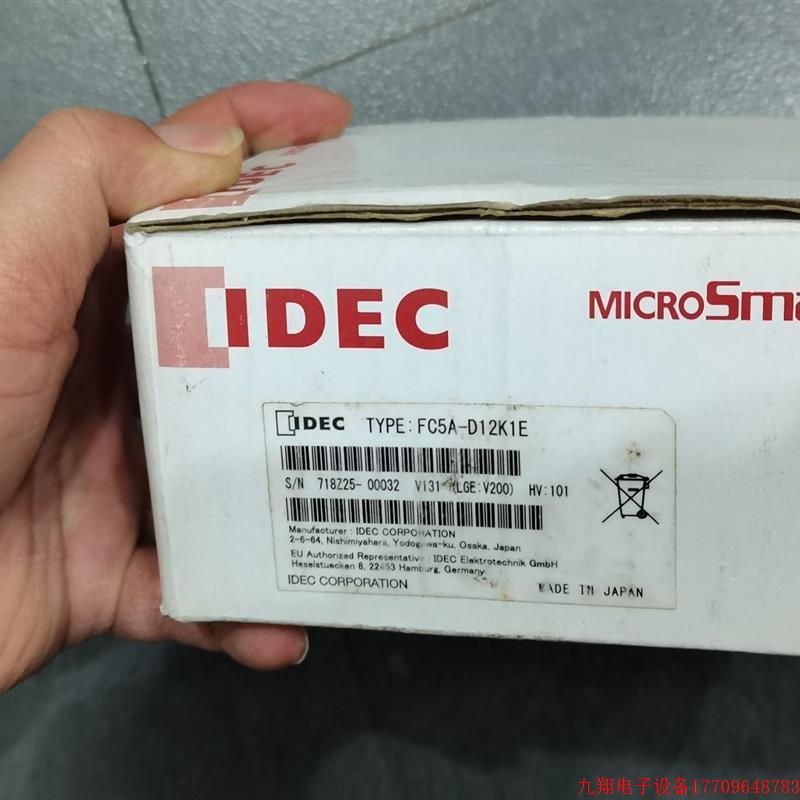 IDEC
IDEC
MICROSma
IDEC TYPE: FC5A-D12K1E
S/N 718Z25- 00032 V131 (LGE:V200) HV:101
Manufacturer : IDEC CORPORATION
2-6-64, Nishimiyahara, Yodogawa-ku, Osaka, Japan
EU Authorized Representative : IDEC Elektrotechnik GmbH
Heselstuecken 8, 22453 Hamburg, Germany
IDEC CORPORATION
MADE IN JAPAN
九翔电子设备17709648783